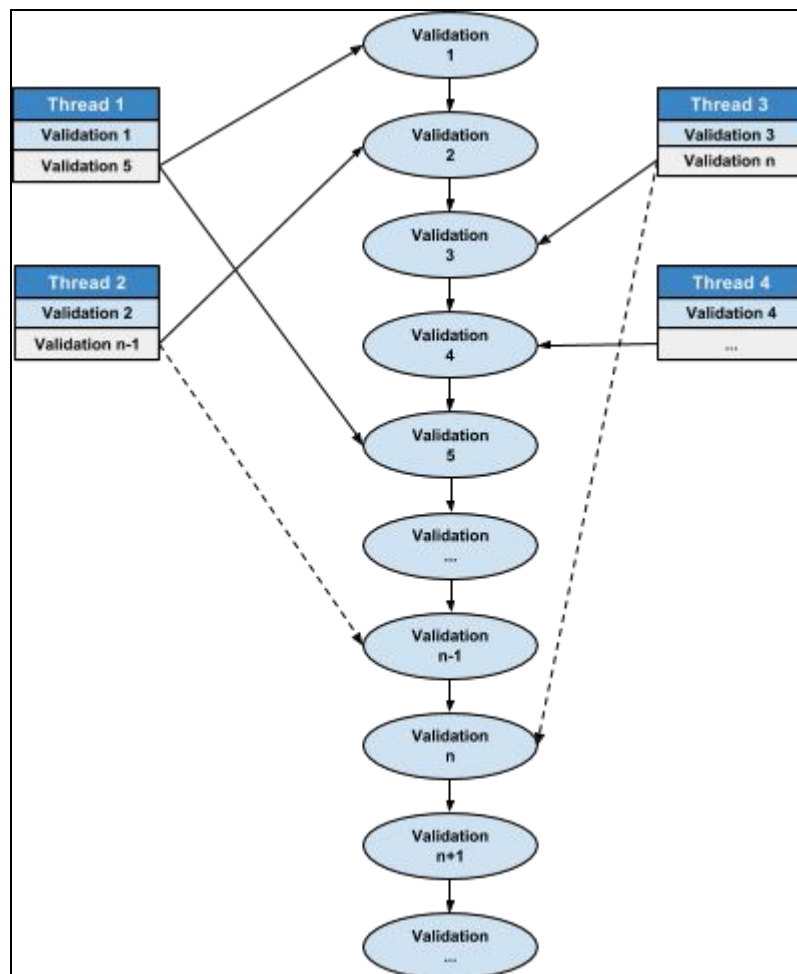 Validation
1
Thread 1
Validation 1
Validation 5
Thread 3
Validation 3
Validation n
Validation
2
Validation
3
Thread 2
Validation 2
Validation n-1
Thread 4
Validation 4
...
Validation
4
Validation
5
Validation
...
Validation
n-1
Validation
n
Validation
n+1
Validation
...